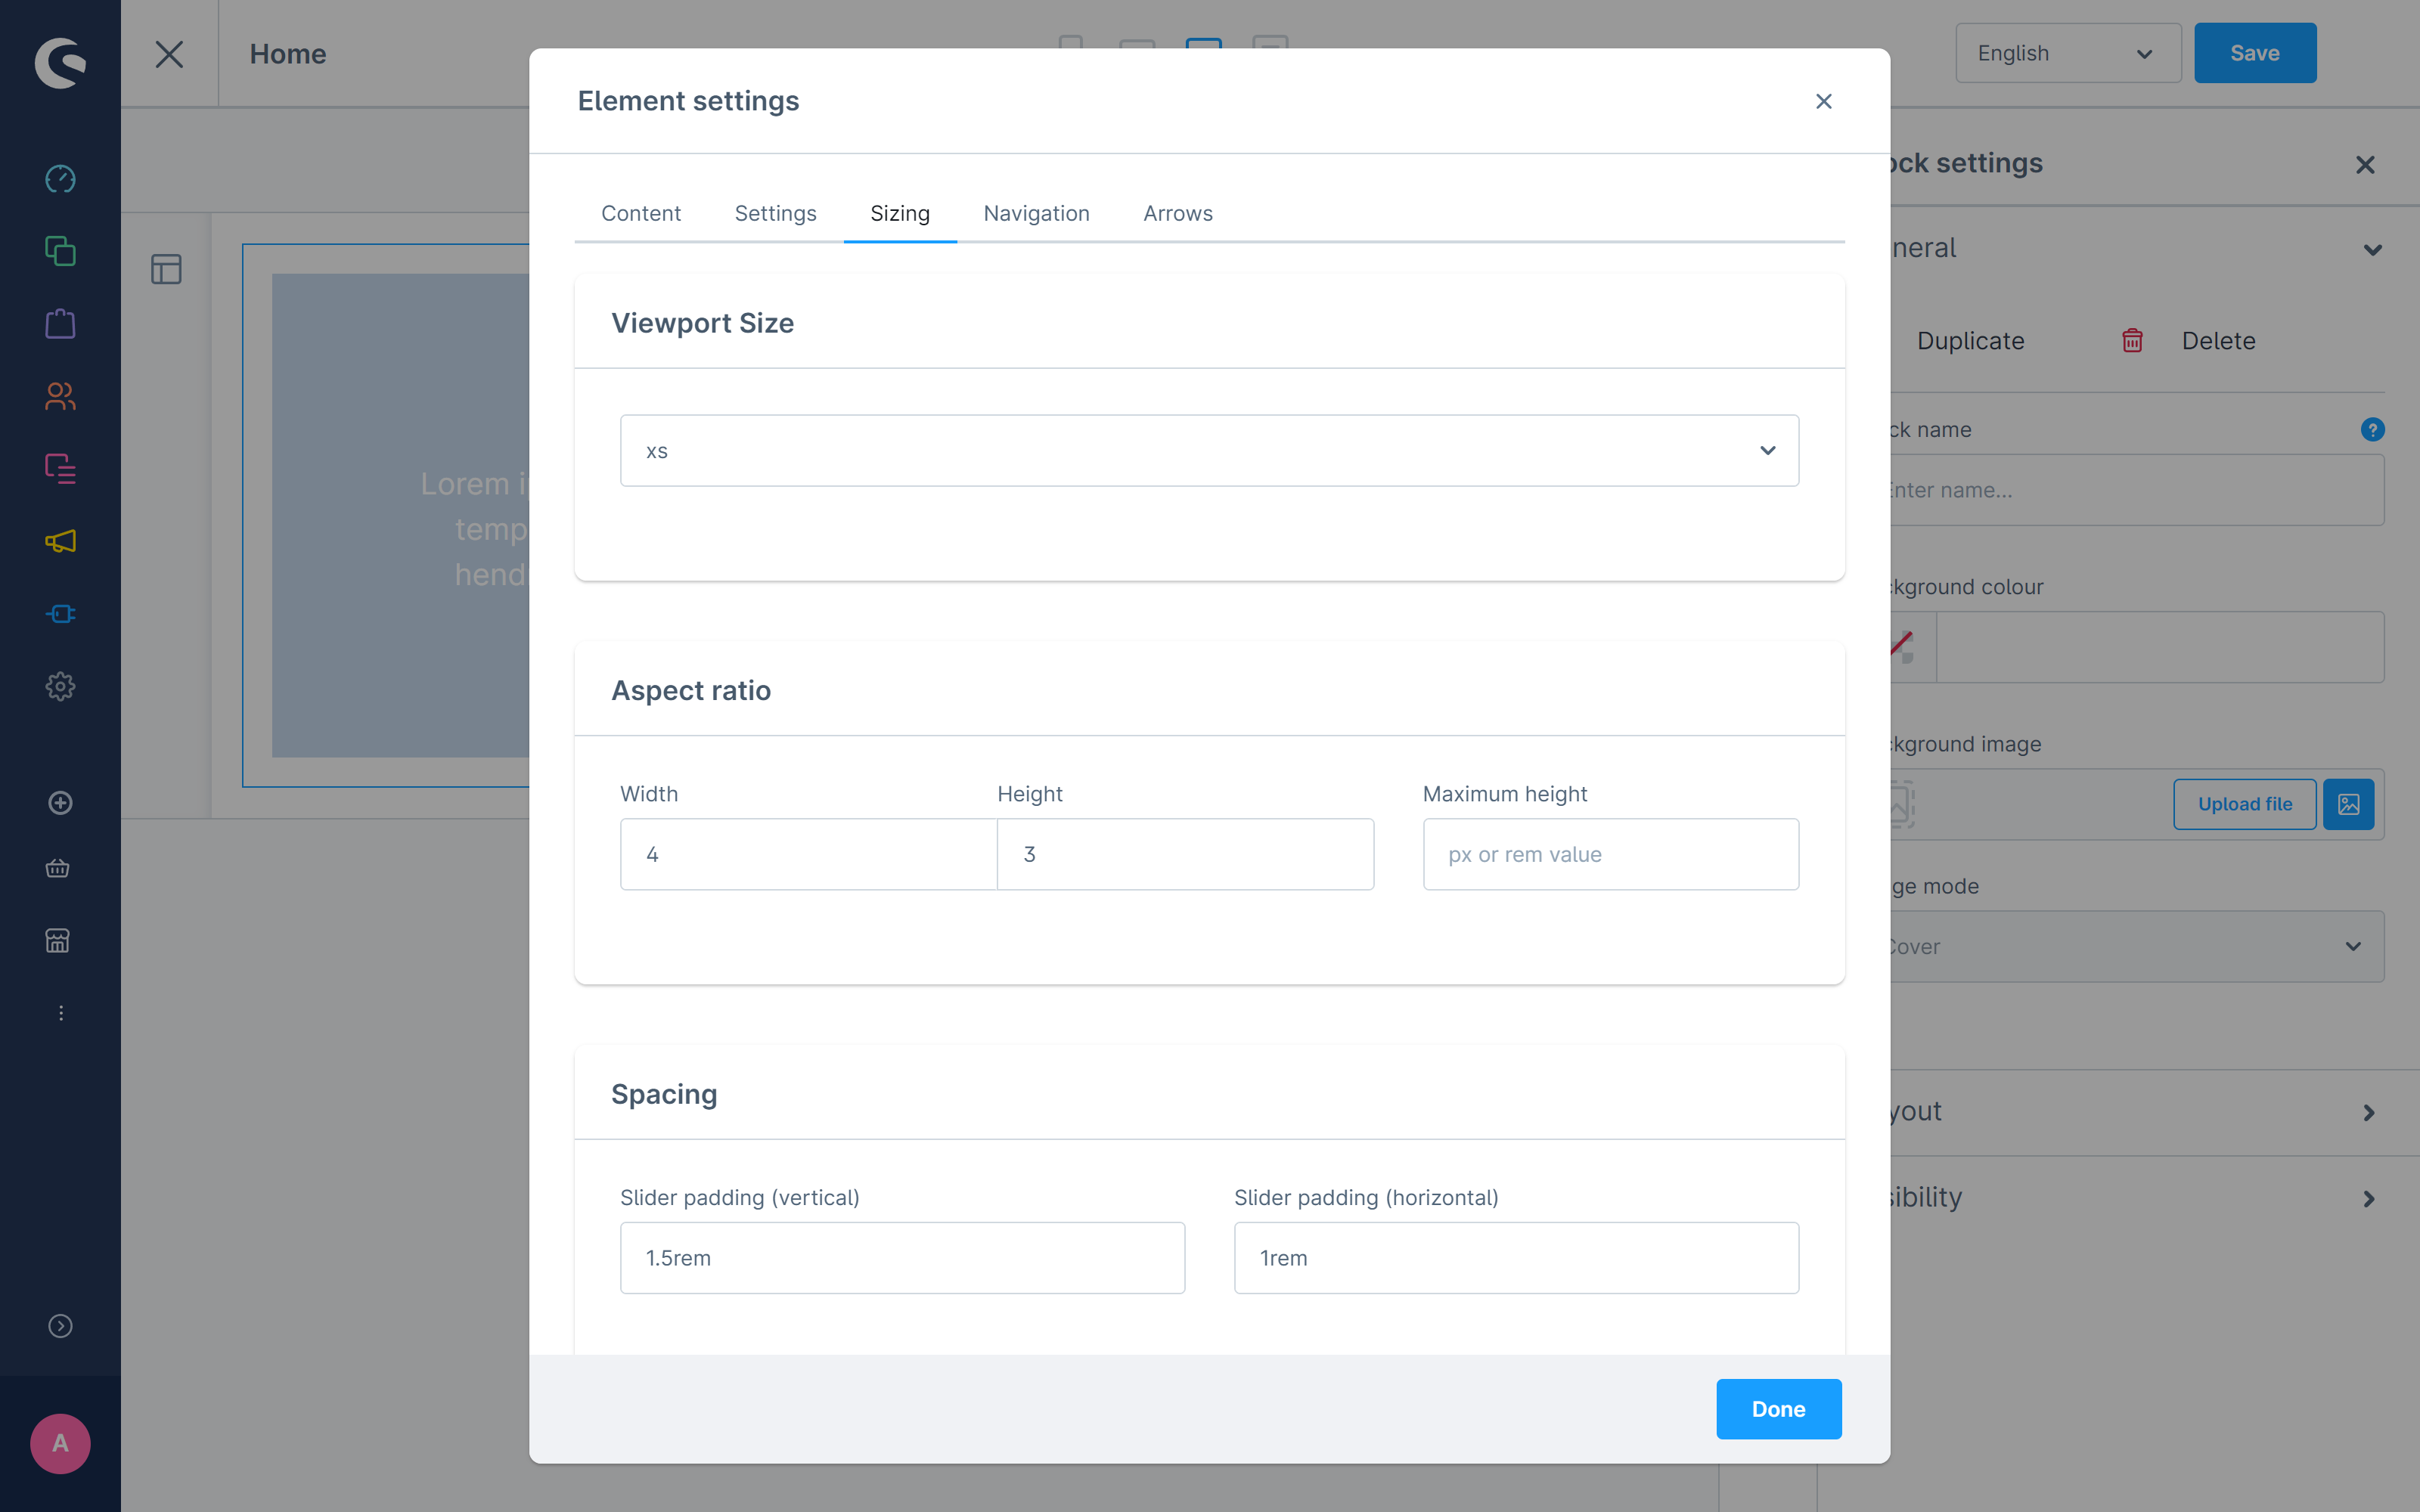 Home
English
Save
Element settings
ock settings
Content
Settings
Sizing
Navigation
Arrows
neral
Viewport Size
Duplicate
Delete
xs
ck name
Enter name...
Lorem i
temp
hend
kground colour
Aspect ratio
kground image
Width
Height
Maximum height
4
3
px or rem value
Upload file
ge mode
Cover
Spacing
yout
Slider padding (vertical)
Slider padding (horizontal)
sibility
1.5rem
1rem
Done
A